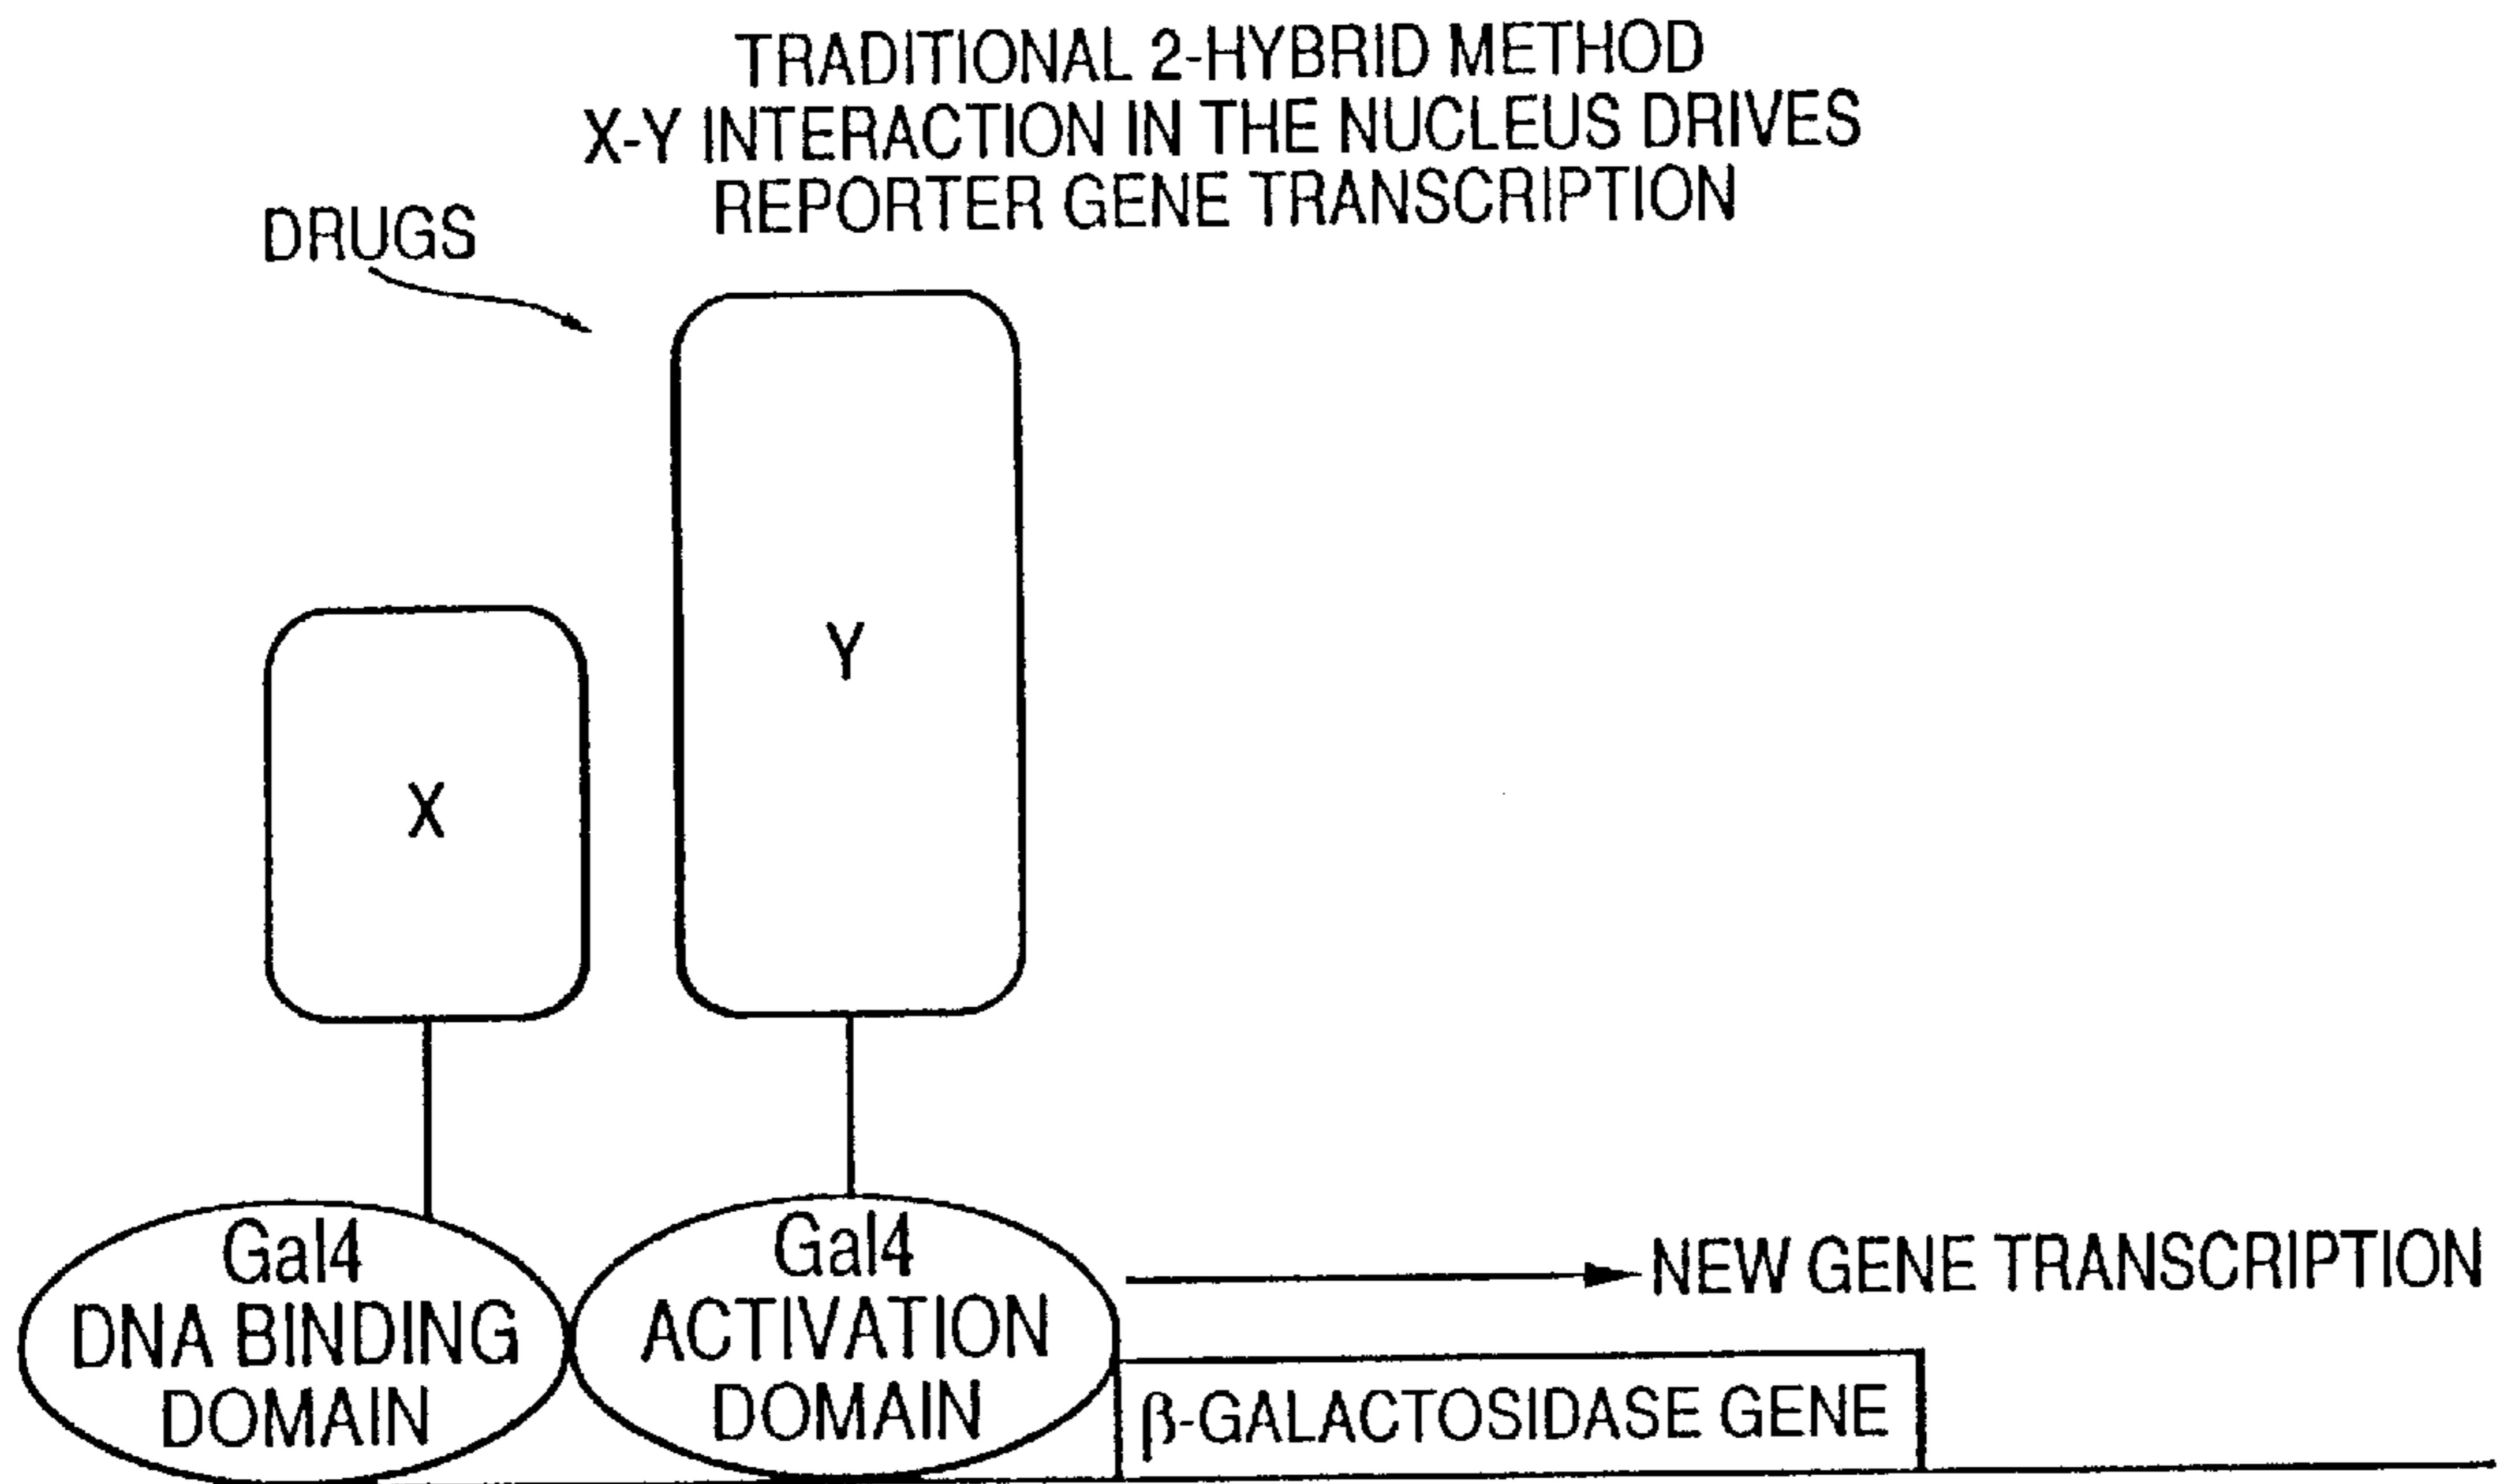 TRADITIONAL 2-HYBRID METHOD
X-Y INTERACTION IN THE NUCLEUS DRIVES
REPORTER GENE TRANSCRIPTION
DRUGS
Y
X
Gal4
DNA BINDING
DOMAIN
Gal4
ACTIVATION
DOMAIN
NEW GENE TRANSCRIPTION
β-GALACTOSIDASE GENE